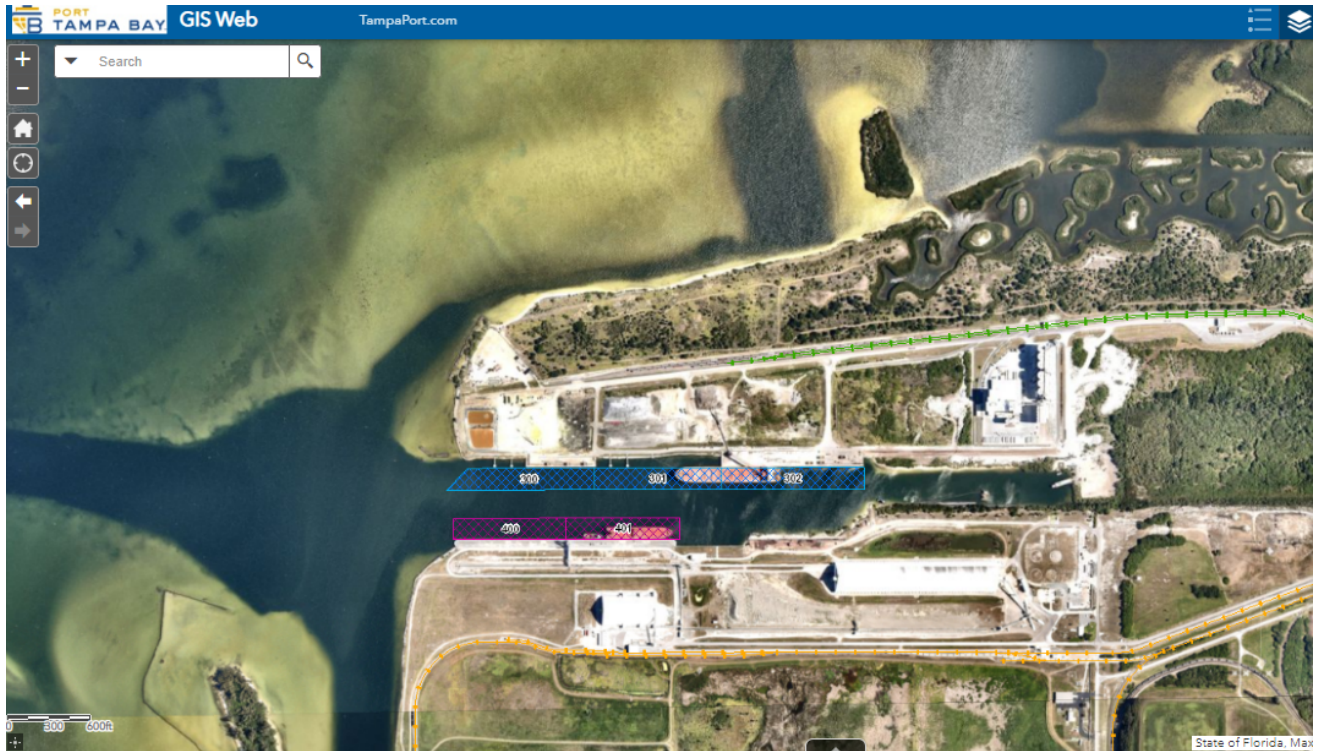 PORT
TAMPA BAY
GIS Web
TampaPort.com
Search
300
301
302
400
401
0 300 600ft
State of Florida, Max